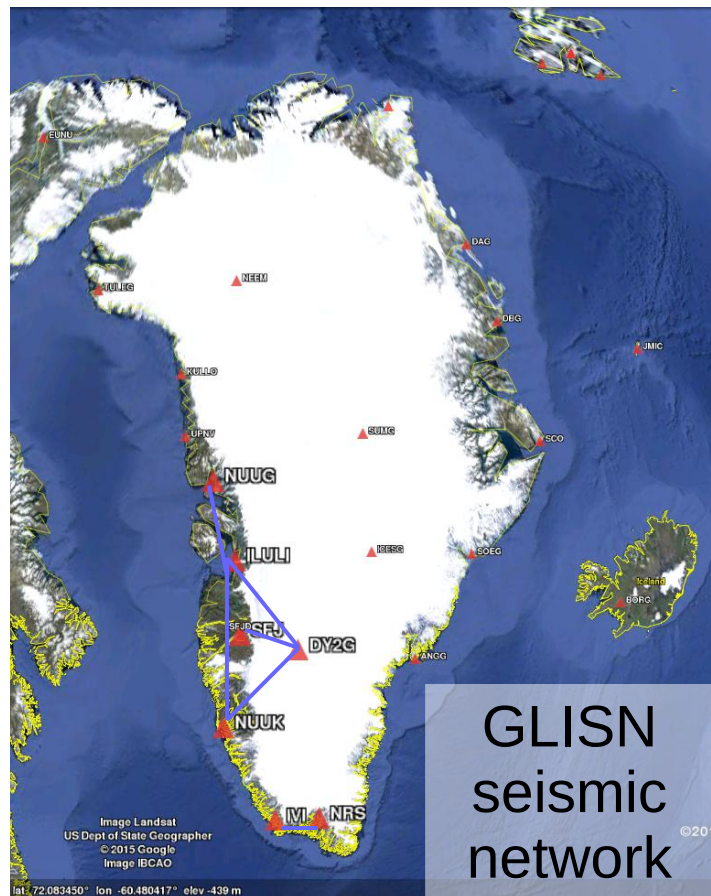 EUNU
DAG
NEEM
TULEG
DBG
JMIC
KULLO
UPNV
SUMG
SCO
NUUG
ILULI
ICESG
SOEG
Iceland
BORG
SFJD
SFJ
DY2G
ANGG
NUUK
IVI
NRS
GLISN
seismic
network
Image Landsat
US Dept of State Geographer
© 2015 Google
Image IBCAO
©201
lat 72.083450° lon -60.480417° elev -439 m